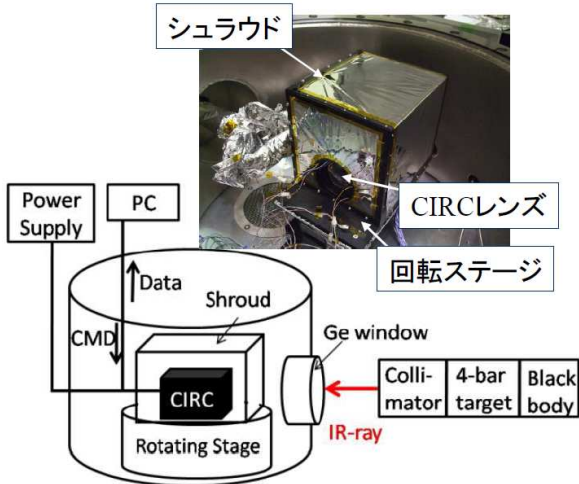 シュラウド
CIRCレンズ
回転ステージ
Power
Supply
PC
Data
CMD
Shroud
Ge window
CIRC
Rotating Stage
IR-ray
Colli-
mator
4-bar
target
Black
body